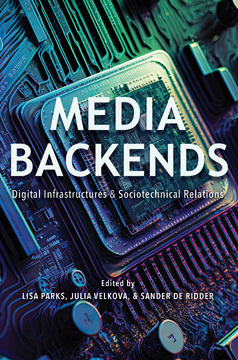 MEDIA
BACKENDS
Digital Infrastructures & Sociotechnical Relations
Edited by
LISA PARKS, JULIA VELKOVA, & SANDER DE RIDDER